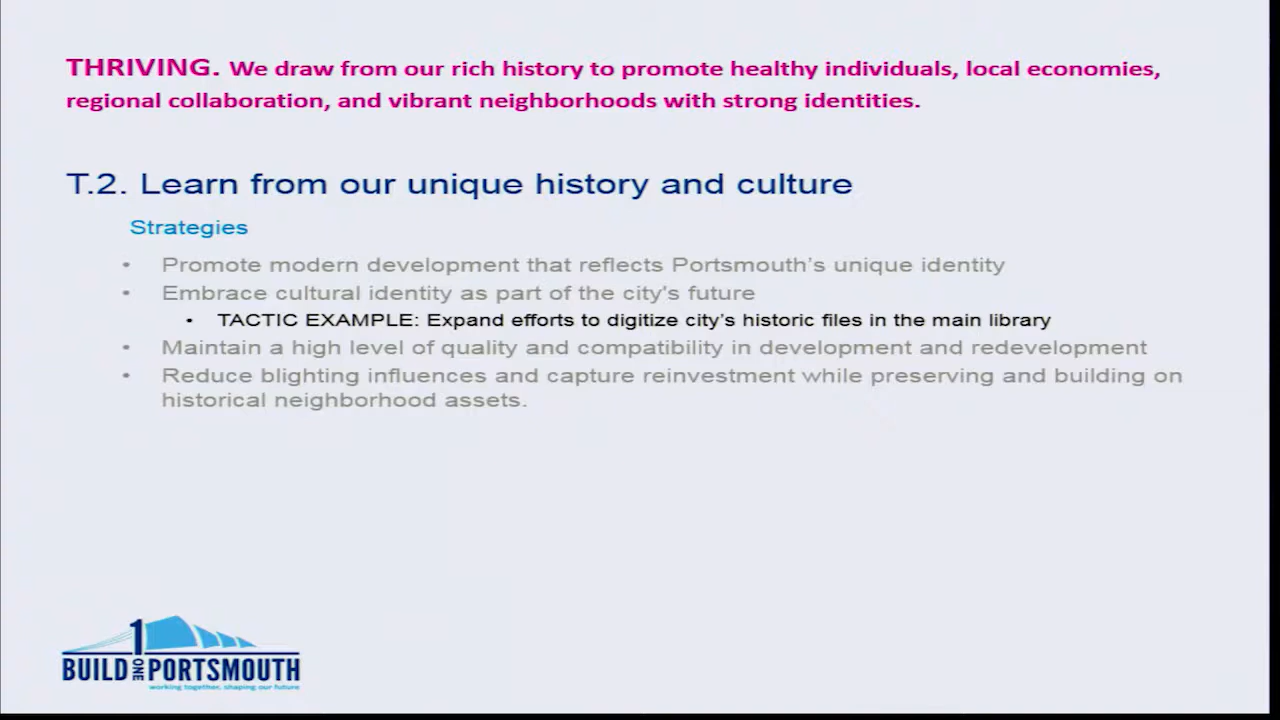 THRIVING. We draw from our rich history to promote healthy individuals, local economies,
regional collaboration, and vibrant neighborhoods with strong identities.
T.2. Learn from our unique history and culture
Strategies
• Promote modern development that reflects Portsmouth's unique identity
• Embrace cultural identity as part of the city's future
• TACTIC EXAMPLE: Expand efforts to digitize city's historic files in the main library
• Maintain a high level of quality and compatibility in development and redevelopment
• Reduce blighting influences and capture reinvestment while preserving and building on
historical neighborhood assets.
BUILD 1 ONE PORTSMOUTH
working together, shaping our future